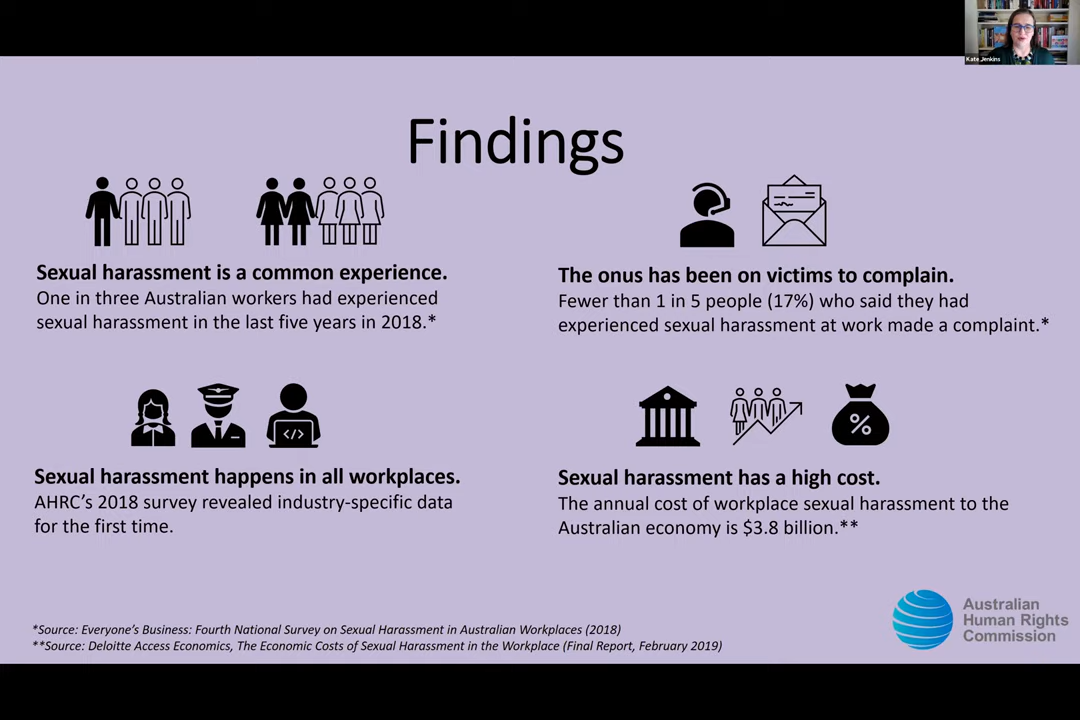 Kate Jenkins
Findings
Sexual harassment is a common experience.
One in three Australian workers had experienced
sexual harassment in the last five years in 2018.*
The onus has been on victims to complain.
Fewer than 1 in 5 people (17%) who said they had
experienced sexual harassment at work made a complaint.*
</>
Sexual harassment happens in all workplaces.
AHRC's 2018 survey revealed industry-specific data
for the first time.
%
Sexual harassment has a high cost.
The annual cost of workplace sexual harassment to the
Australian economy is $3.8 billion.**
*Source: Everyone's Business: Fourth National Survey on Sexual Harassment in Australian Workplaces (2018)
**Source: Deloitte Access Economics, The Economic Costs of Sexual Harassment in the Workplace (Final Report, February 2019)
Australian
Human Rights
Commission